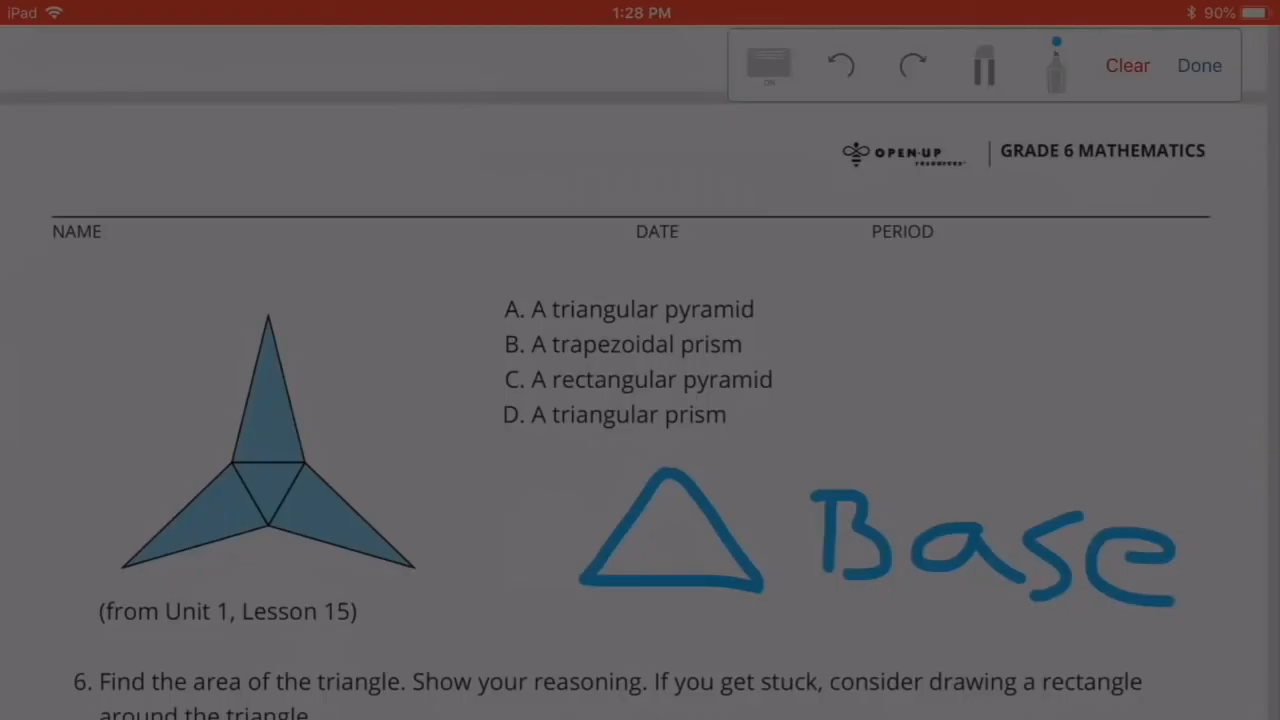 iPad 1:28 PM 90%
ON Clear Done
OPEN·UP resources GRADE 6 MATHEMATICS
NAME DATE PERIOD
A. A triangular pyramid
B. A trapezoidal prism
C. A rectangular pyramid
D. A triangular prism
Base
(from Unit 1, Lesson 15)
6. Find the area of the triangle. Show your reasoning. If you get stuck, consider drawing a rectangle
around the triangle